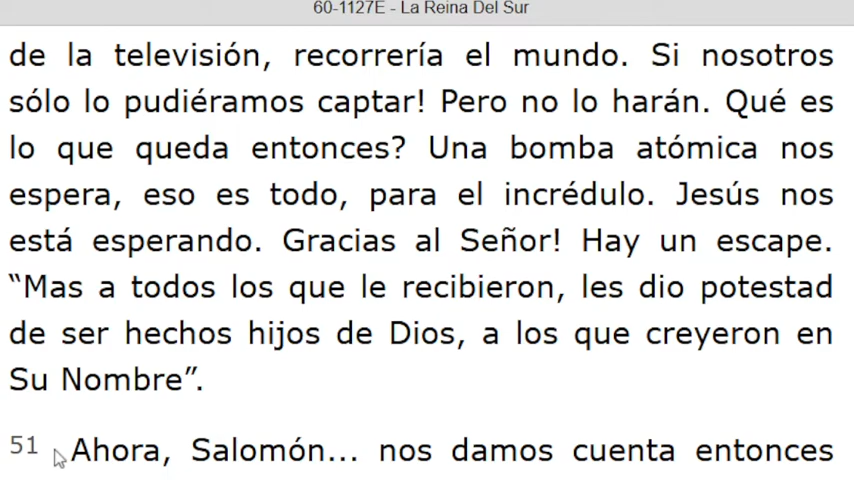 60-1127E - La Reina Del Sur
de la televisión, recorrería el mundo. Si nosotros
sólo lo pudiéramos captar! Pero no lo harán. Qué es
lo que queda entonces? Una bomba atómica nos
espera, eso es todo, para el incrédulo. Jesús nos
está esperando. Gracias al Señor! Hay un escape.
“Mas a todos los que le recibieron, les dio potestad
de ser hechos hijos de Dios, a los que creyeron en
Su Nombre”.
51 Ahora, Salomón... nos damos cuenta entonces